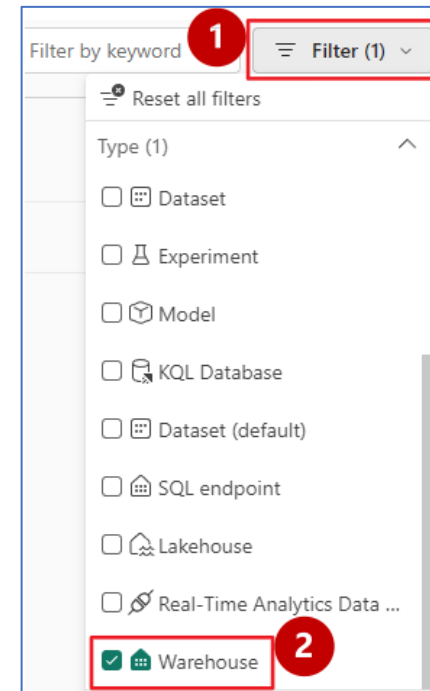 Filter by keyword
1
Filter (1)
Reset all filters
Type (1)
Dataset
Experiment
Model
KQL Database
Dataset (default)
SQL endpoint
Lakehouse
Real-Time Analytics Data ...
Warehouse
2